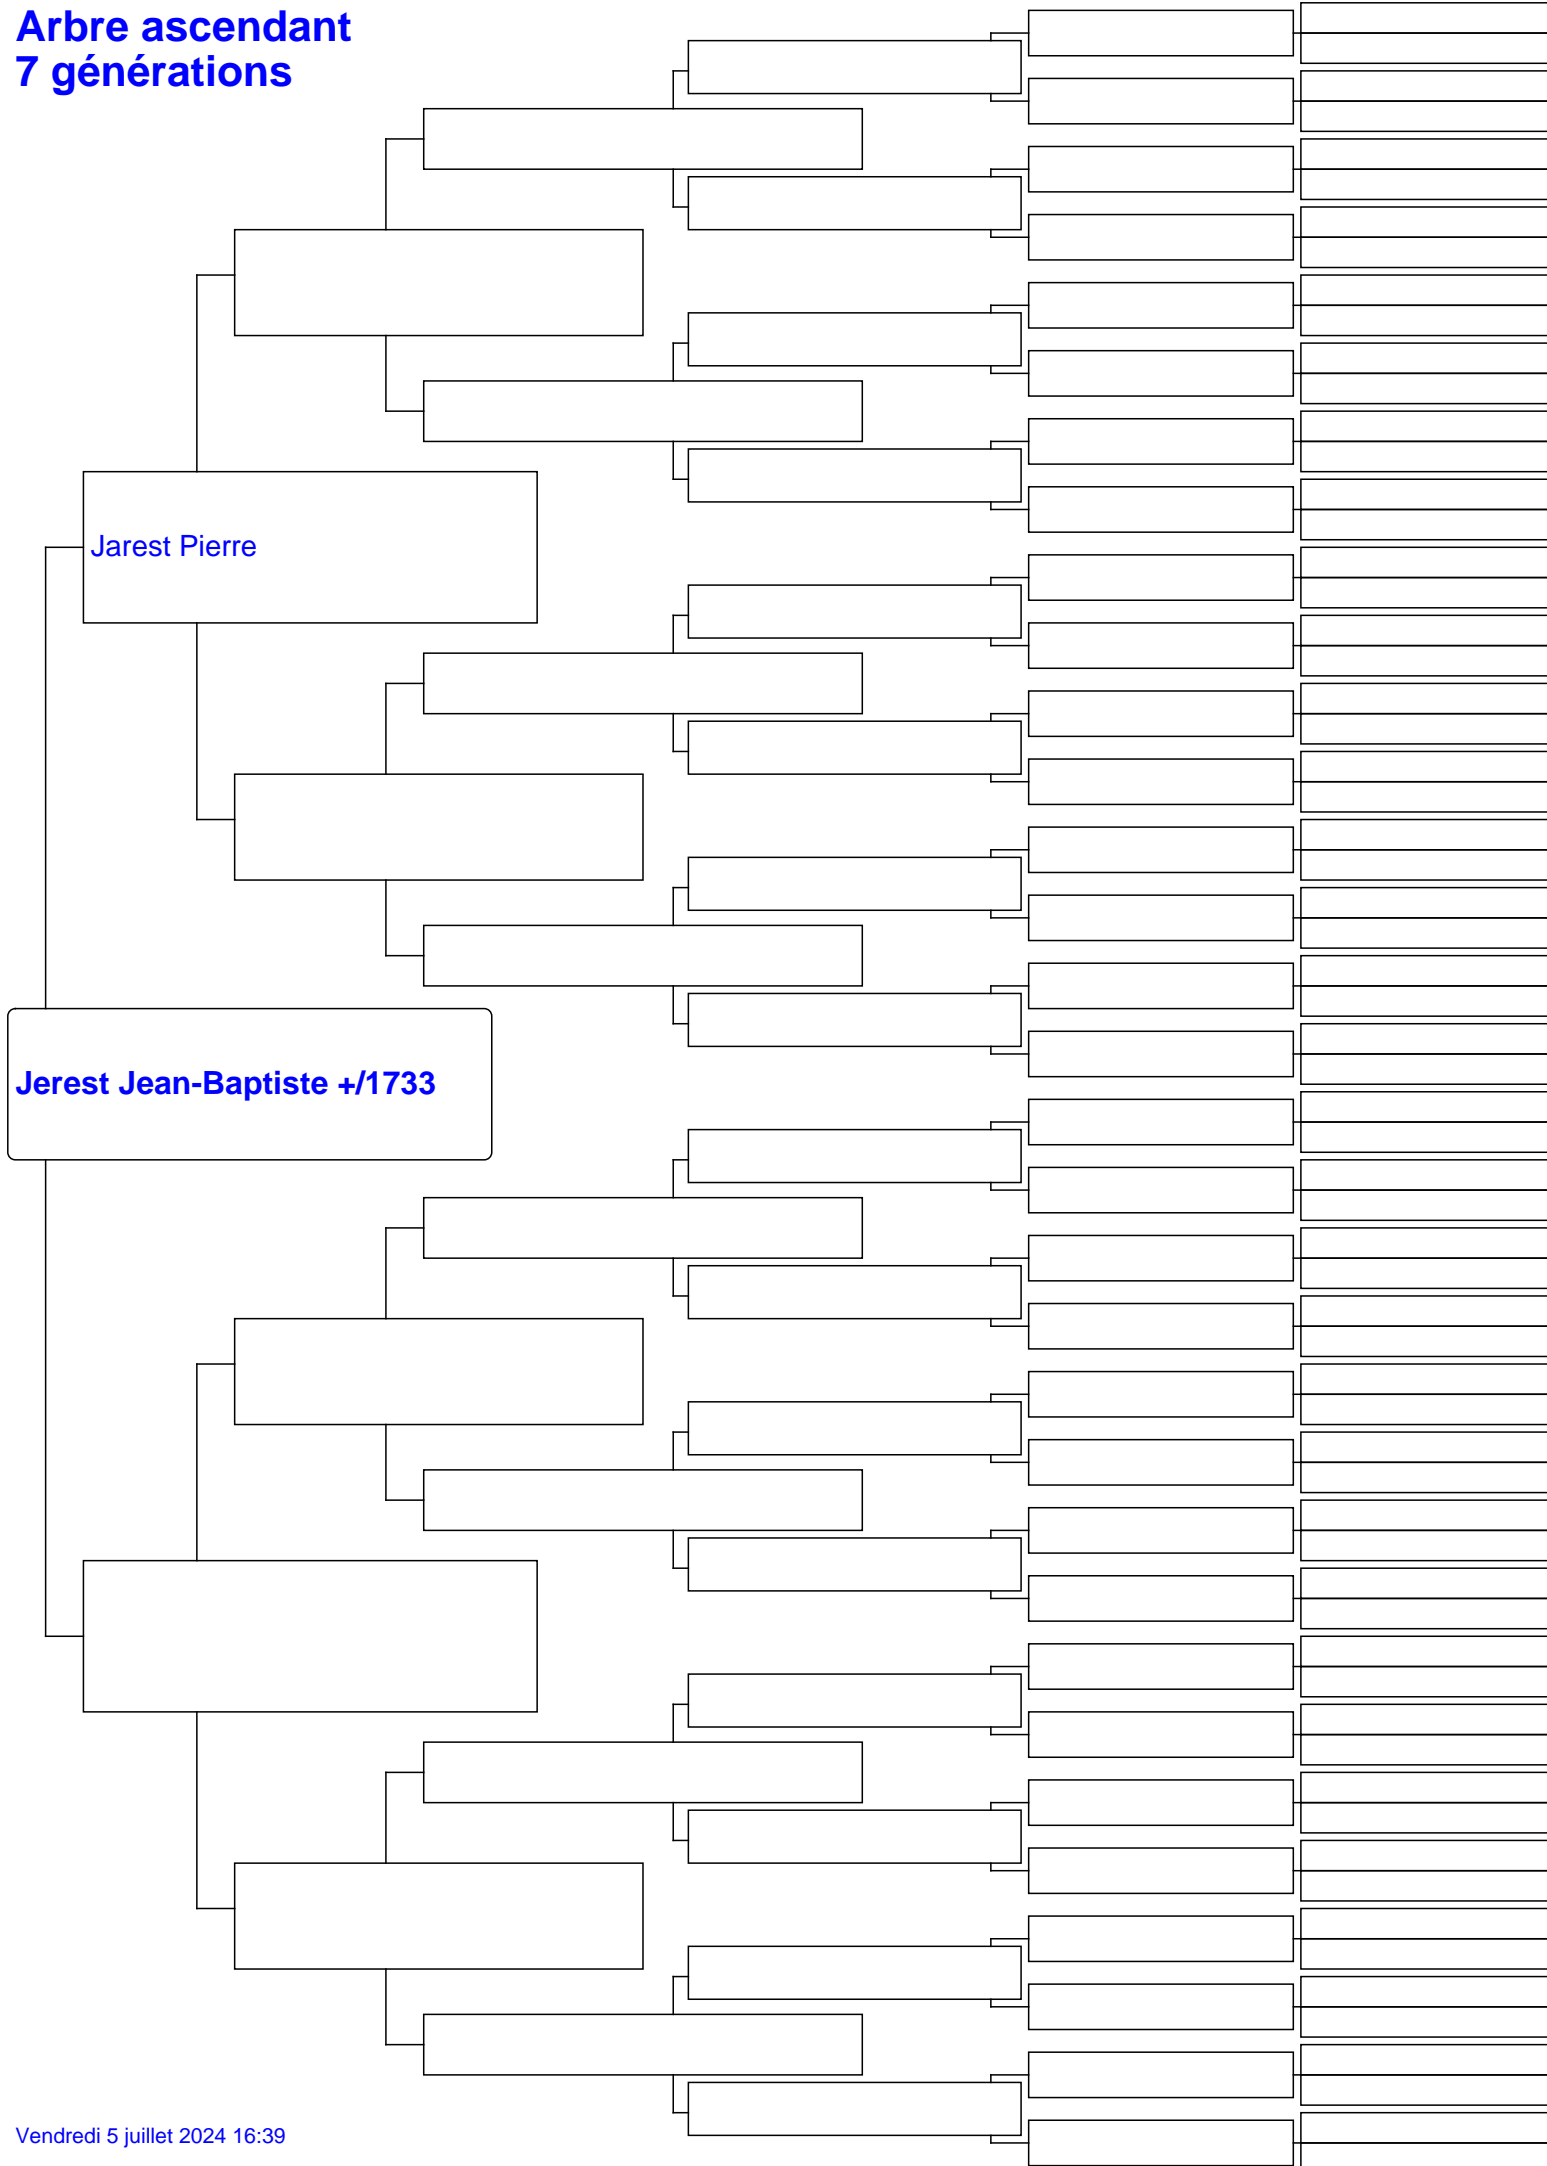 Arbre ascendant
7 générations
Jarest Pierre
Jerest Jean-Baptiste +/1733
Vendredi 5 juillet 2024 16:39